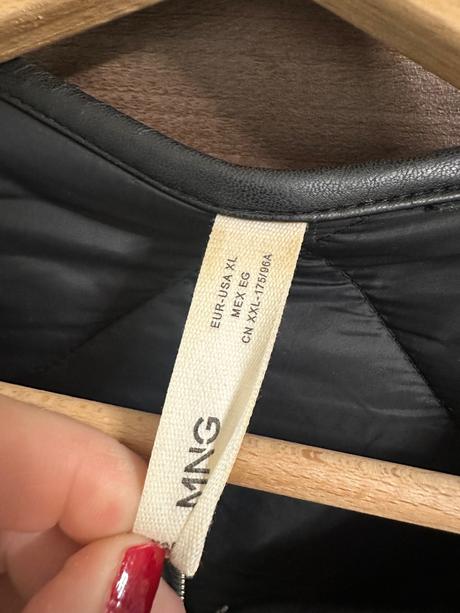 EUR-USA XL
MEX EG
CN XXL-175/96A
MNG